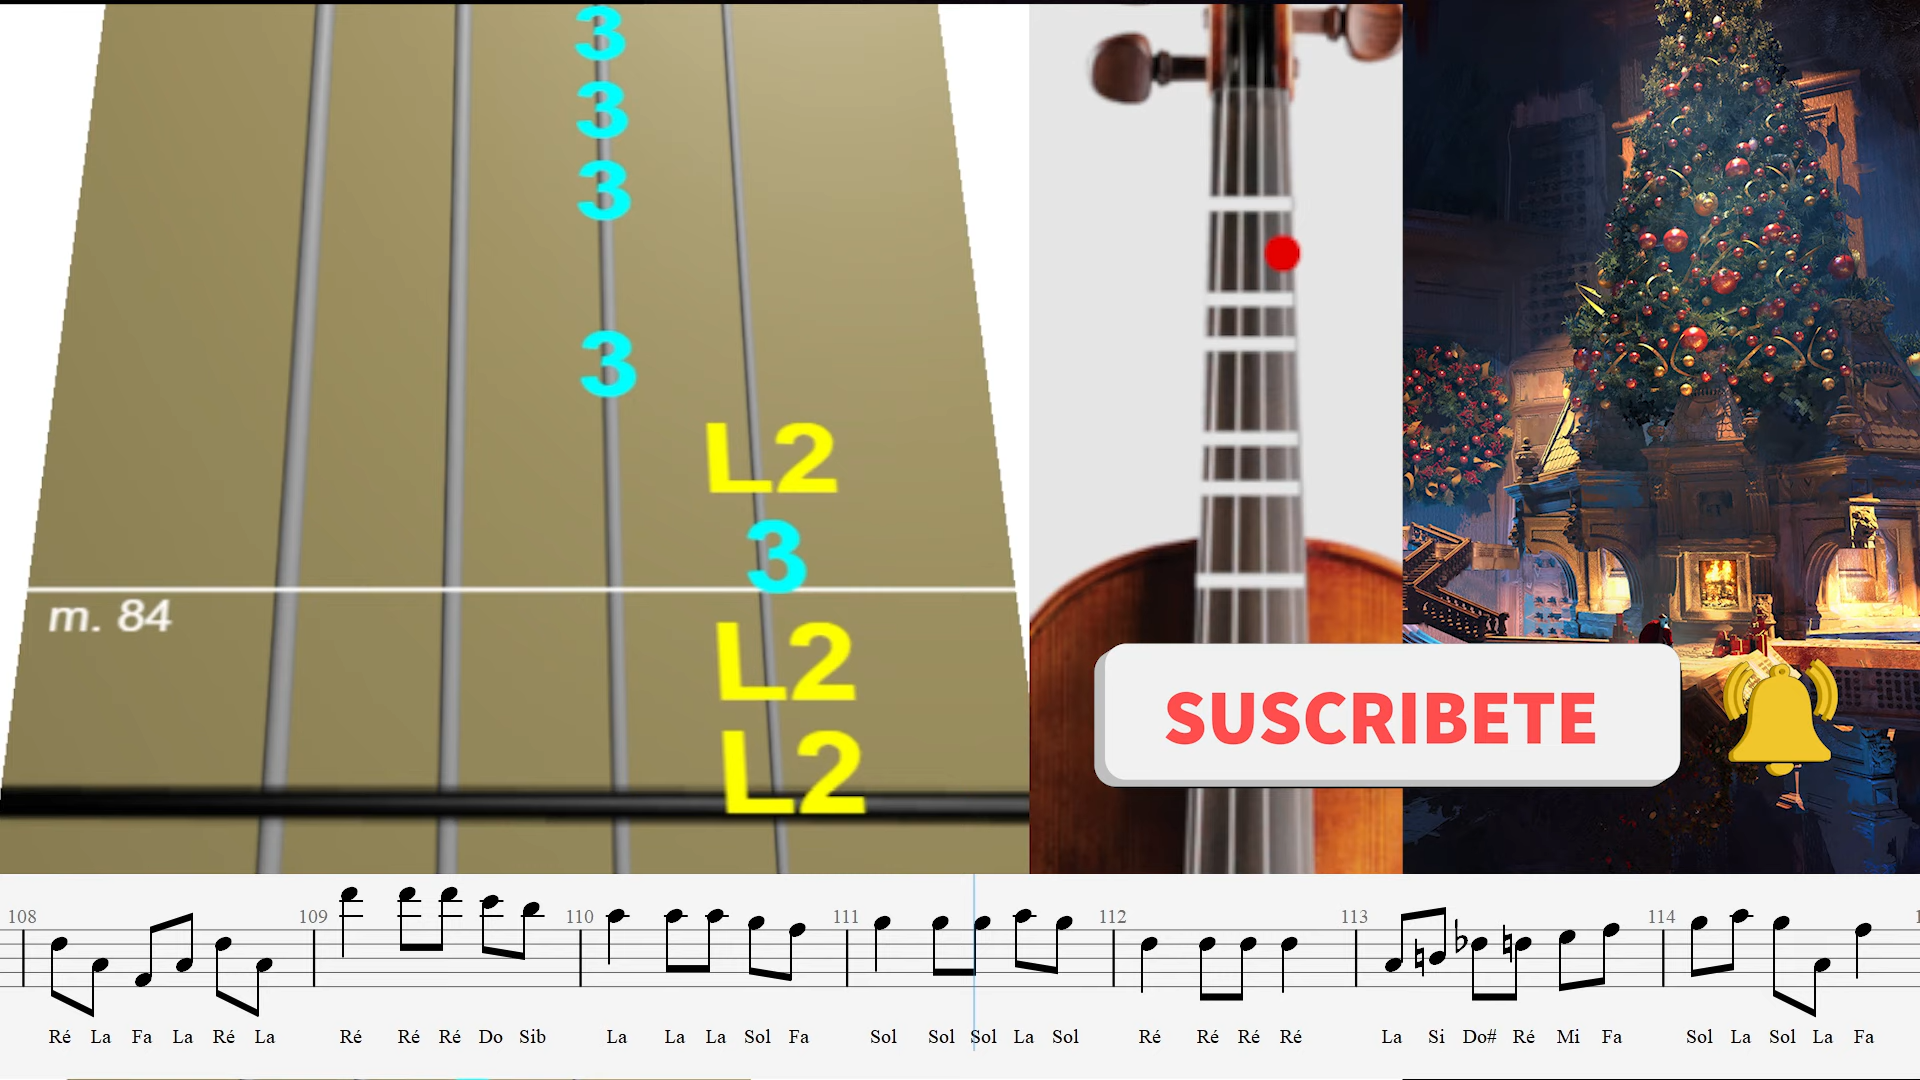 3
3
3
3
L2
3
m. 84
L2
L2
SUSCRIBETE
108 109 110 111 112 113 114
Ré La Fa La Ré La Ré Ré Ré Do Sib La La La Sol Fa Sol Sol Sol La Sol Ré Ré Ré Ré La Si Do# Ré Mi Fa Sol La Sol La Fa